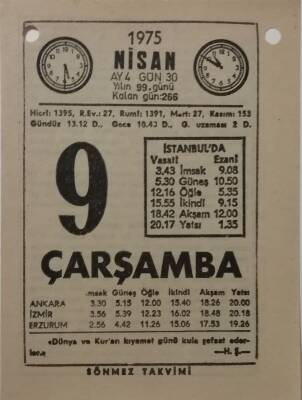 1975
NİSAN
AY 4 GÜN 30
Yılın 99. günü
Kalan gün: 266
Hicrî: 1395, R.Ev.: 27, Rumî: 1391, Mart: 27, Kasım: 153
Gündüz 13.12 D., Gece 10.43 D., G. uzaması 2 D.
9
İSTANBUL'DA
Vasatî Ezanî
3.43 İmsak 9.08
5.30 Güneş 10.50
12.16 Öğle 5.35
15.55 İkindi 9.15
18.42 Akşam 12.00
20.17 Yatsı 1.35
ÇARŞAMBA
İmsak Güneş Öğle İkindi Akşam Yatsı
ANKARA 3.30 5.15 12.00 15.40 18.26 20.00
İZMİR 3.56 5.39 12.23 16.02 18.48 20.18
ERZURUM 2.56 4.42 11.26 15.06 17.53 19.26
«Dünya ve Kur'an kıyamet günü kula şefaat eder-
ler.» —H. Ş.—
SÖNMEZ TAKVİMİ